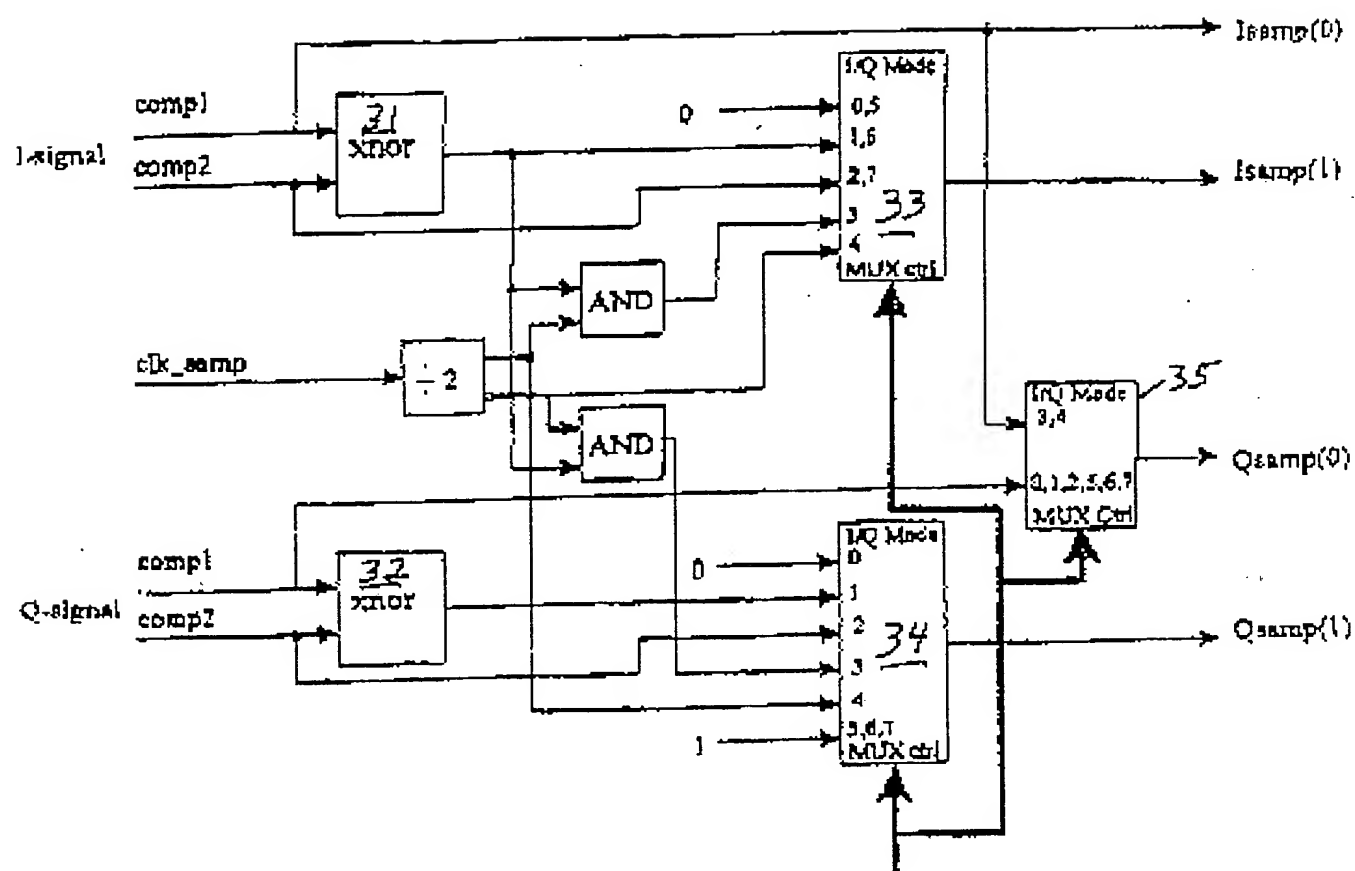 Isamp(0)
I/Q Mode
comp1
31
xnor
0
0,5
1,6
I-signal
comp2
2,7
33
Isamp(1)
3
4
MUX ctrl
AND
clk_samp
÷ 2
35
I/Q Mode
3,4
AND
Qsamp(0)
0,1,2,5,6,7
MUX Ctrl
I/Q Mode
comp1
32
xnor
0
0
1
Q-signal
comp2
2
34
Qsamp(1)
3
4
1
5,6,7
MUX ctrl